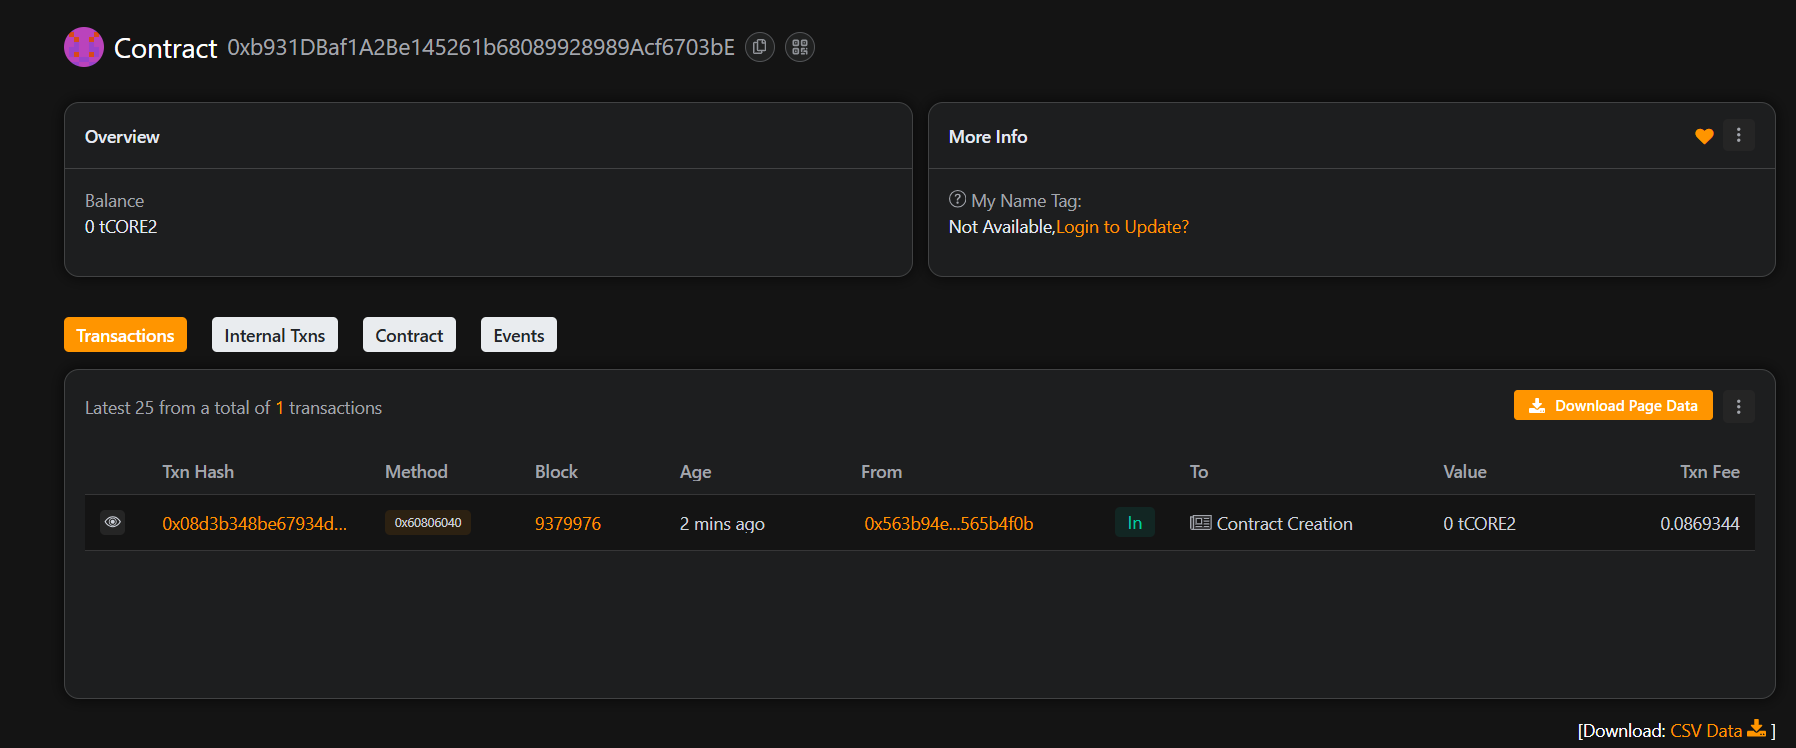 Contract 0xb931DBaf1A2Be145261b68089928989Acf6703bE
Overview
Balance
0 tCORE2
More Info
My Name Tag:
Not Available,Login to Update?
Transactions Internal Txns Contract Events
Latest 25 from a total of 1 transactions
Download Page Data
Txn Hash Method Block Age From To Value Txn Fee
0x08d3b348be67934d... 0x60806040 9379976 2 mins ago 0x563b94e...565b4f0b In Contract Creation 0 tCORE2 0.0869344
[Download: CSV Data ]